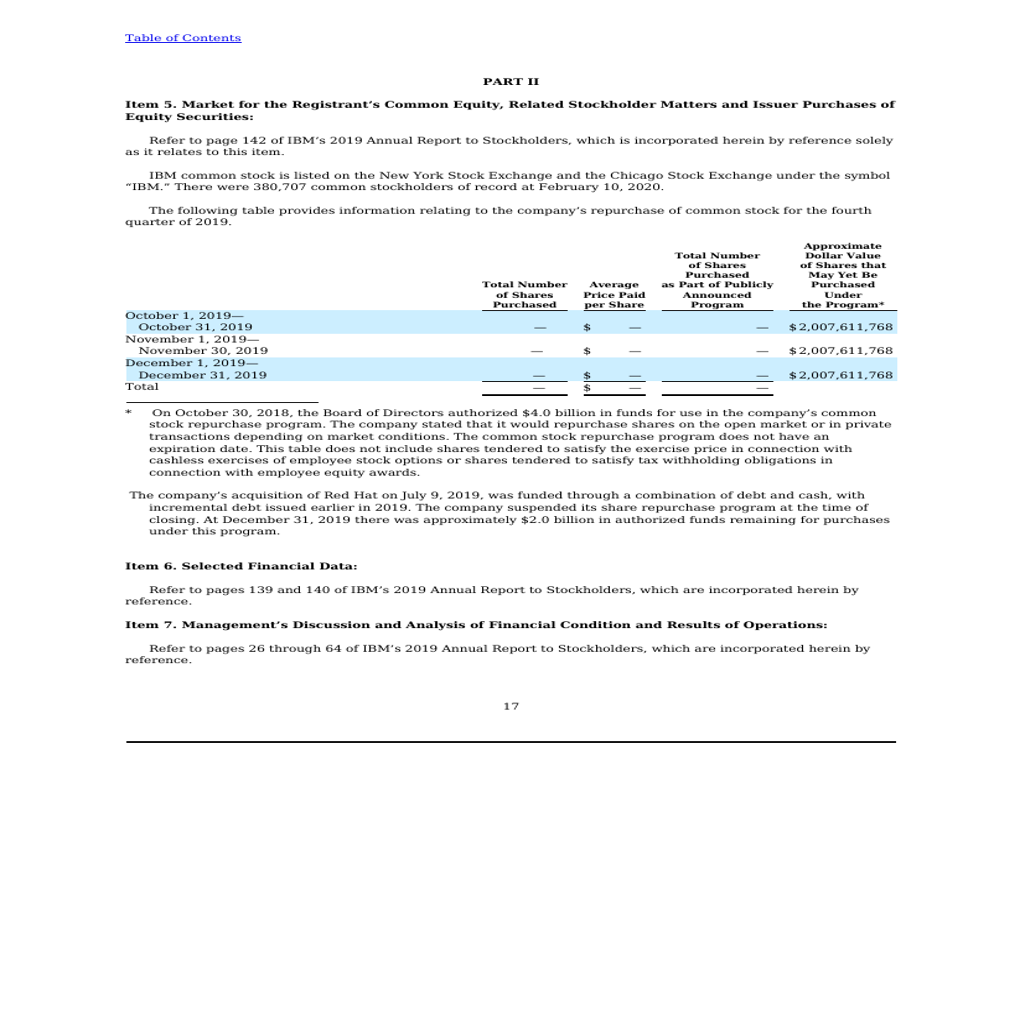 Table of Contents
PART II
Item 5. Market for the Registrant’s Common Equity, Related Stockholder Matters and Issuer Purchases of
Equity Securities:
Refer to page 142 of IBM’s 2019 Annual Report to Stockholders, which is incorporated herein by reference solely
as it relates to this item.
IBM common stock is listed on the New York Stock Exchange and the Chicago Stock Exchange under the symbol
“IBM.” There were 380,707 common stockholders of record at February 10, 2020.
The following table provides information relating to the company’s repurchase of common stock for the fourth
quarter of 2019.
Total Number
of Shares
Purchased
Average
Price Paid
per Share
Total Number
of Shares
Purchased
as Part of Publicly
Announced
Program
Approximate
Dollar Value
of Shares that
May Yet Be
Purchased
Under
the Program*
October 1, 2019—
October 31, 2019 — $ — — $2,007,611,768
November 1, 2019—
November 30, 2019 — $ — — $2,007,611,768
December 1, 2019—
December 31, 2019 — $ — — $2,007,611,768
Total — $ — —
* On October 30, 2018, the Board of Directors authorized $4.0 billion in funds for use in the company’s common
stock repurchase program. The company stated that it would repurchase shares on the open market or in private
transactions depending on market conditions. The common stock repurchase program does not have an
expiration date. This table does not include shares tendered to satisfy the exercise price in connection with
cashless exercises of employee stock options or shares tendered to satisfy tax withholding obligations in
connection with employee equity awards.
The company’s acquisition of Red Hat on July 9, 2019, was funded through a combination of debt and cash, with
incremental debt issued earlier in 2019. The company suspended its share repurchase program at the time of
closing. At December 31, 2019 there was approximately $2.0 billion in authorized funds remaining for purchases
under this program.
Item 6. Selected Financial Data:
Refer to pages 139 and 140 of IBM’s 2019 Annual Report to Stockholders, which are incorporated herein by
reference.
Item 7. Management’s Discussion and Analysis of Financial Condition and Results of Operations:
Refer to pages 26 through 64 of IBM’s 2019 Annual Report to Stockholders, which are incorporated herein by
reference.
17